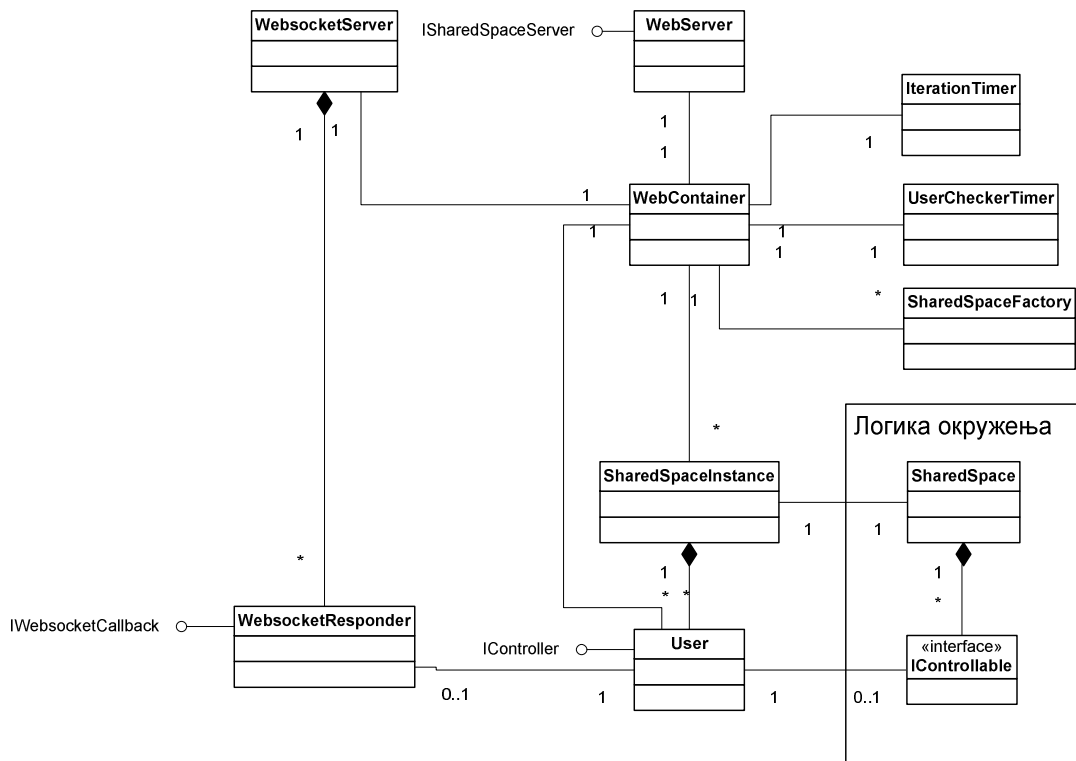 WebsocketServer
ISharedSpaceServer
WebServer
IterationTimer
1
1
1
1
1
1
WebContainer
UserCheckerTimer
1
1
1
1
1
*
SharedSpaceFactory
1
1
*
Логика окружења
SharedSpaceInstance
SharedSpace
1
1
*
1
1
*
*
*
IWebsocketCallback
WebsocketResponder
IController
User
«interface»
IControllable
0..1
1
1
0..1